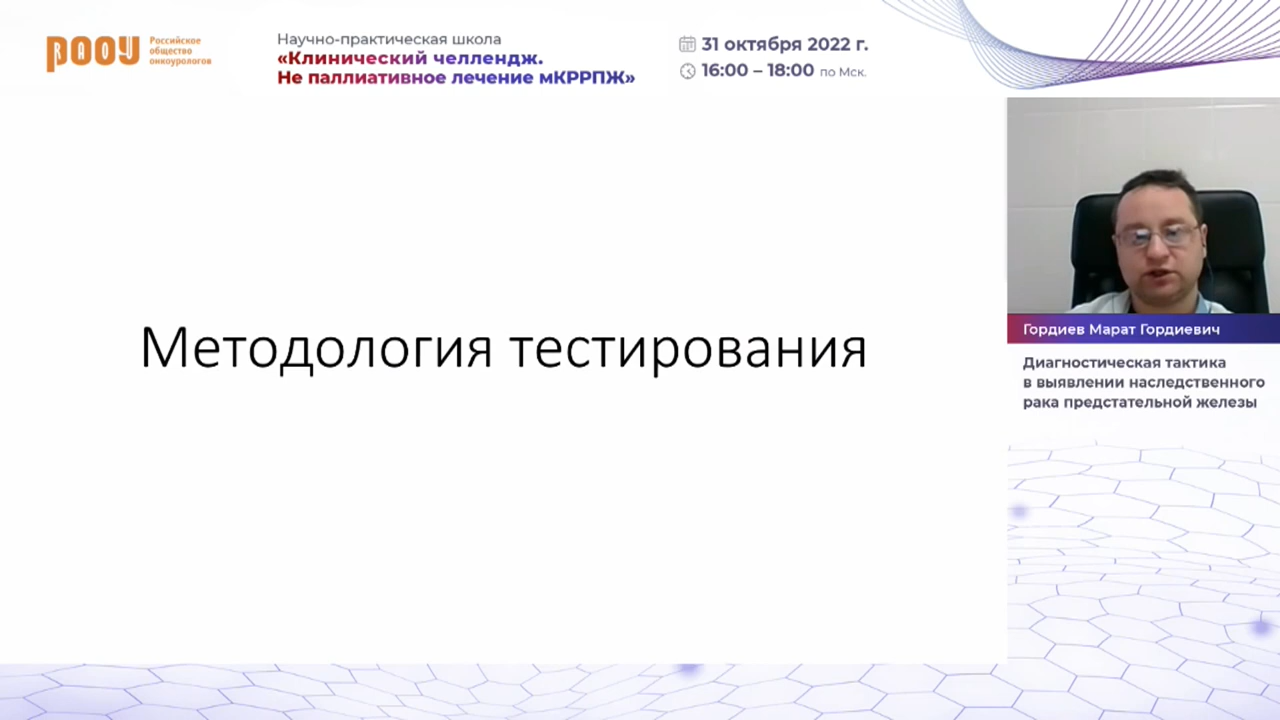 РАОУ
Российское
общество
онкоурологов
Научно-практическая школа
«Клинический челлендж.
Не паллиативное лечение мКРРПЖ»
31 октября 2022 г.
16:00 – 18:00 по Мск.
Методология тестирования
Гордиев Марат Гордиевич
Диагностическая тактика
в выявлении наследственного
рака предстательной железы